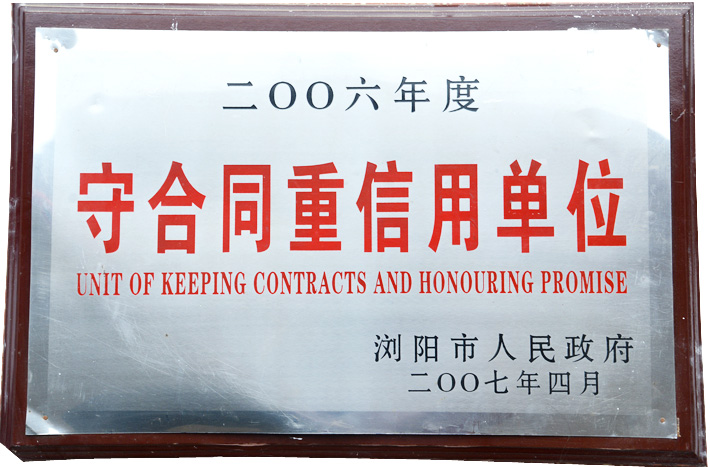 二OO六年度
守合同重信用单位
UNIT OF KEEPING CONTRACTS AND HONOURING PROMISE
浏阳市人民政府
二OO七年四月